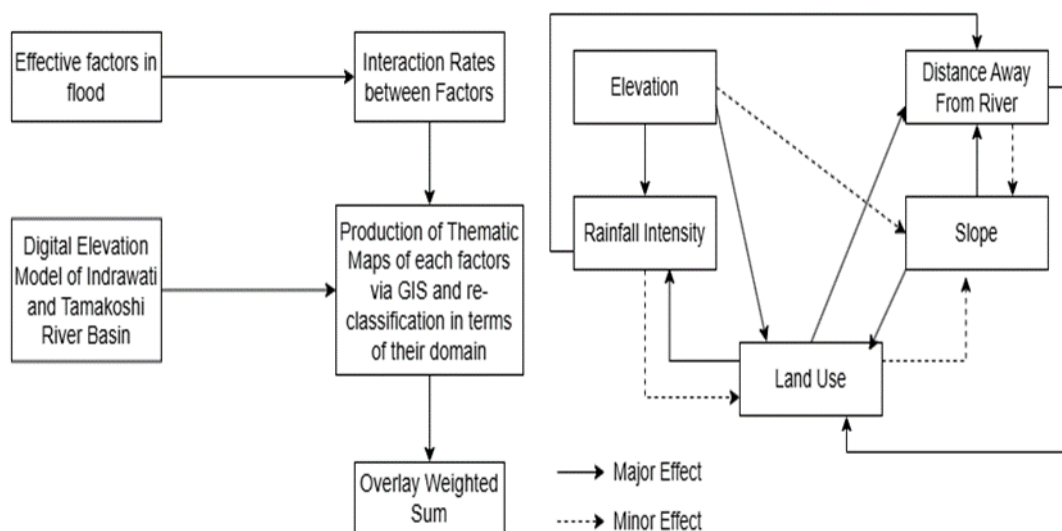 Effective factors in
flood
Interaction Rates
between Factors
Digital Elevation
Model of Indrawati
and Tamakoshi
River Basin
Production of Thematic
Maps of each factors
via GIS and re-
classification in terms
of their domain
Overlay Weighted
Sum
Elevation
Distance Away
From River
Rainfall Intensity
Slope
Land Use
Major Effect
Minor Effect